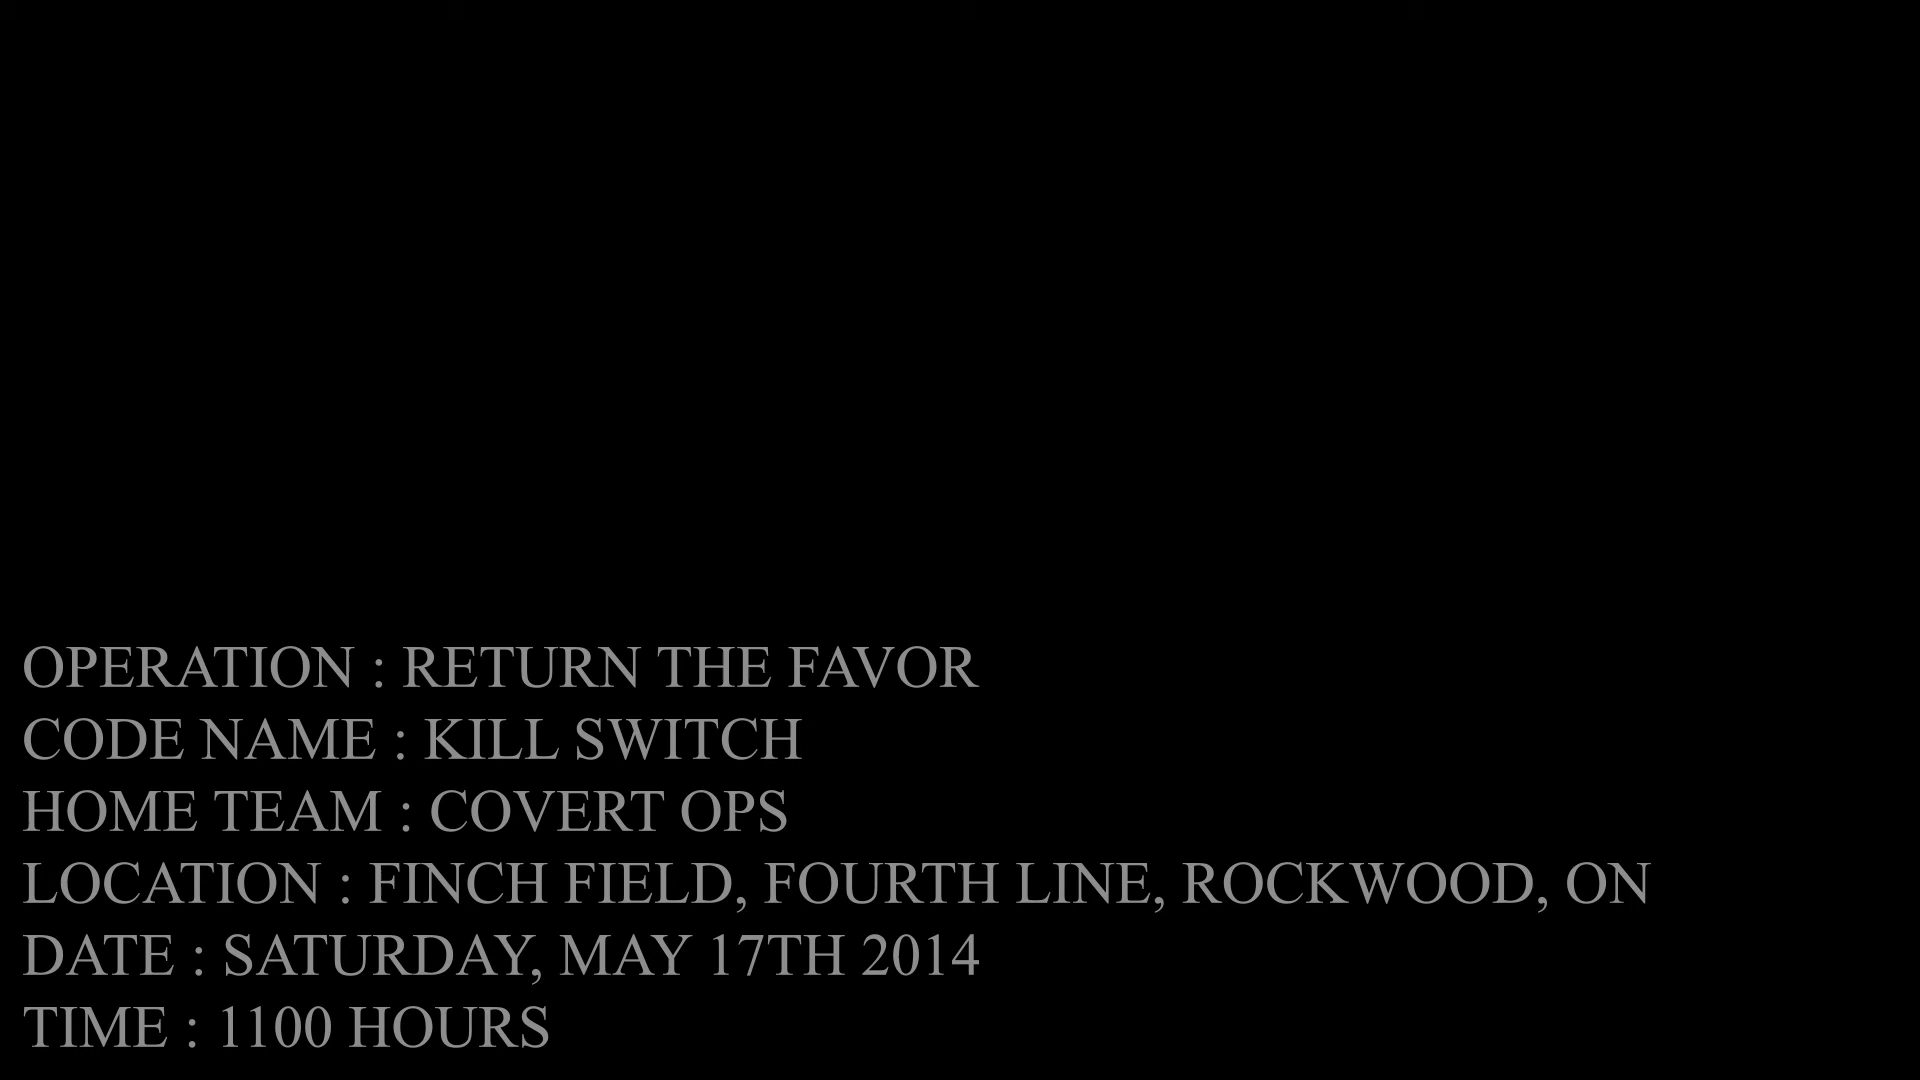 OPERATION : RETURN THE FAVOR
CODE NAME : KILL SWITCH
HOME TEAM : COVERT OPS
LOCATION : FINCH FIELD, FOURTH LINE, ROCKWOOD, ON
DATE : SATURDAY, MAY 17TH 2014
TIME : 1100 HOURS